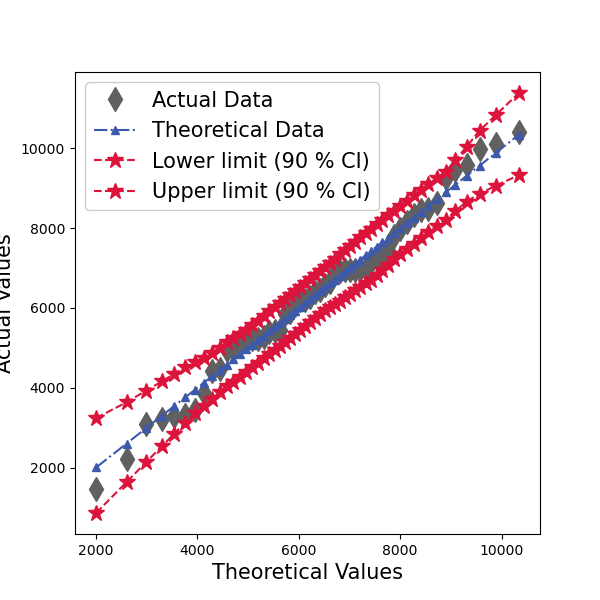 Actual Data
Theoretical Data
Lower limit (90 % CI)
Upper limit (90 % CI)
10000
8000
6000
4000
2000
Actual Values
2000 4000 6000 8000 10000
Theoretical Values